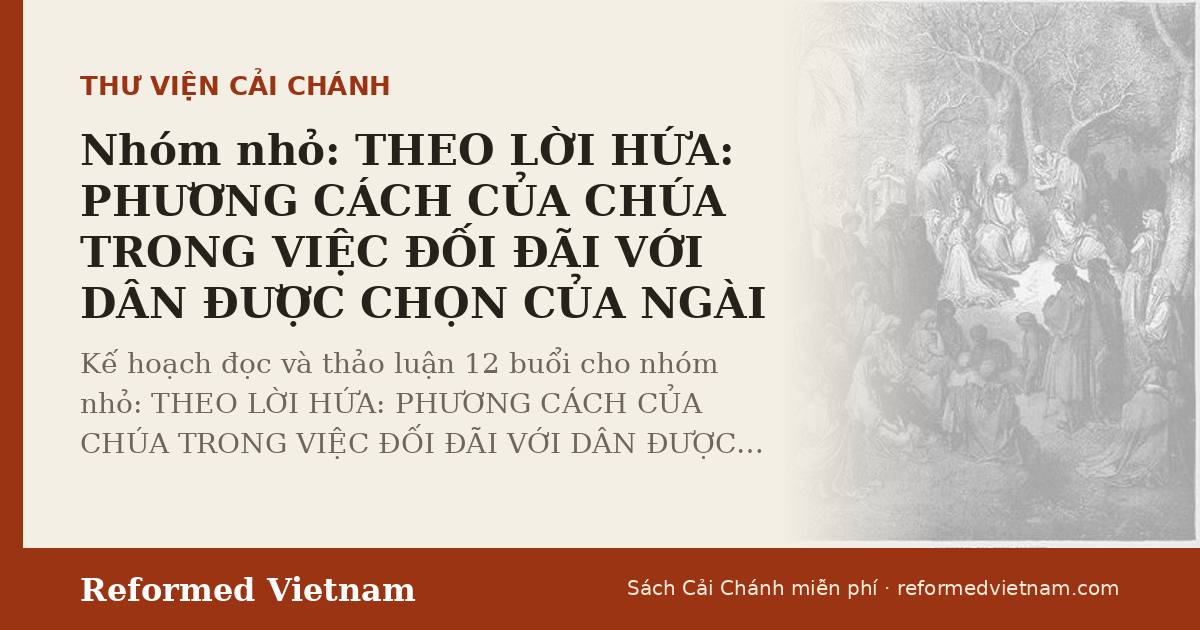 THƯ VIỆN CẢI CHÁNH
Nhóm nhỏ: THEO LỜI HỨA:
PHƯƠNG CÁCH CỦA CHÚA
TRONG VIỆC ĐỐI ĐÃI VỚI
DÂN ĐƯỢC CHỌN CỦA NGÀI
Kế hoạch đọc và thảo luận 12 buổi cho nhóm
nhỏ: THEO LỜI HỨA: PHƯƠNG CÁCH CỦA
CHÚA TRONG VIỆC ĐỐI ĐÃI VỚI DÂN ĐƯỢC...
Reformed Vietnam
Sách Cải Chánh miễn phí · reformedvietnam.com